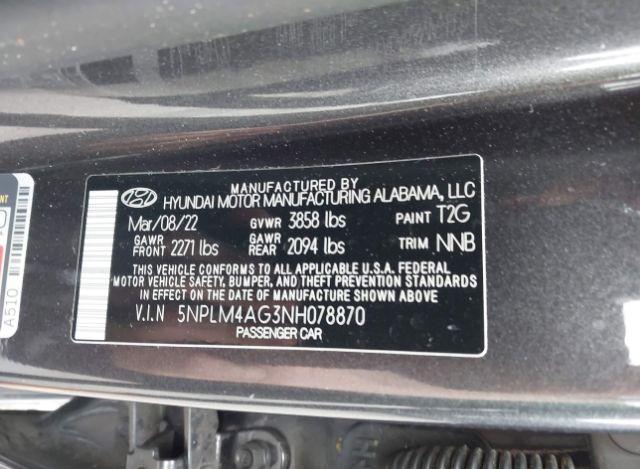 MANUFACTURED BY
HYUNDAI MOTOR MANUFACTURING ALABAMA, LLC
Mar/08/22 GVWR 3858 lbs PAINT T2G
GAWR FRONT 2271 lbs GAWR REAR 2094 lbs TRIM NNB
THIS VEHICLE CONFORMS TO ALL APPLICABLE U.S.A. FEDERAL
MOTOR VEHICLE SAFETY, BUMPER, AND THEFT PREVENTION
STANDARDS IN EFFECT ON THE DATE OF MANUFACTURE SHOWN ABOVE
V.I.N 5NPLM4AG3NH078870
PASSENGER CAR
A510